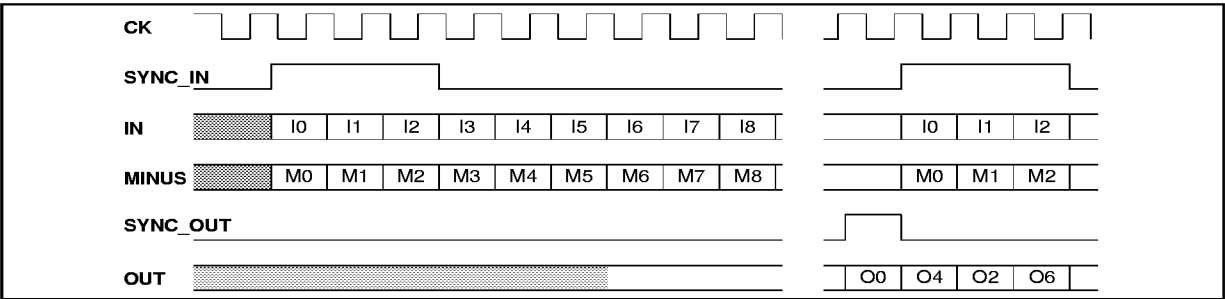 CK
SYNC_IN
IN I0 I1 I2 I3 I4 I5 I6 I7 I8 I0 I1 I2
MINUS M0 M1 M2 M3 M4 M5 M6 M7 M8 M0 M1 M2
SYNC_OUT
OUT O0 O4 O2 O6